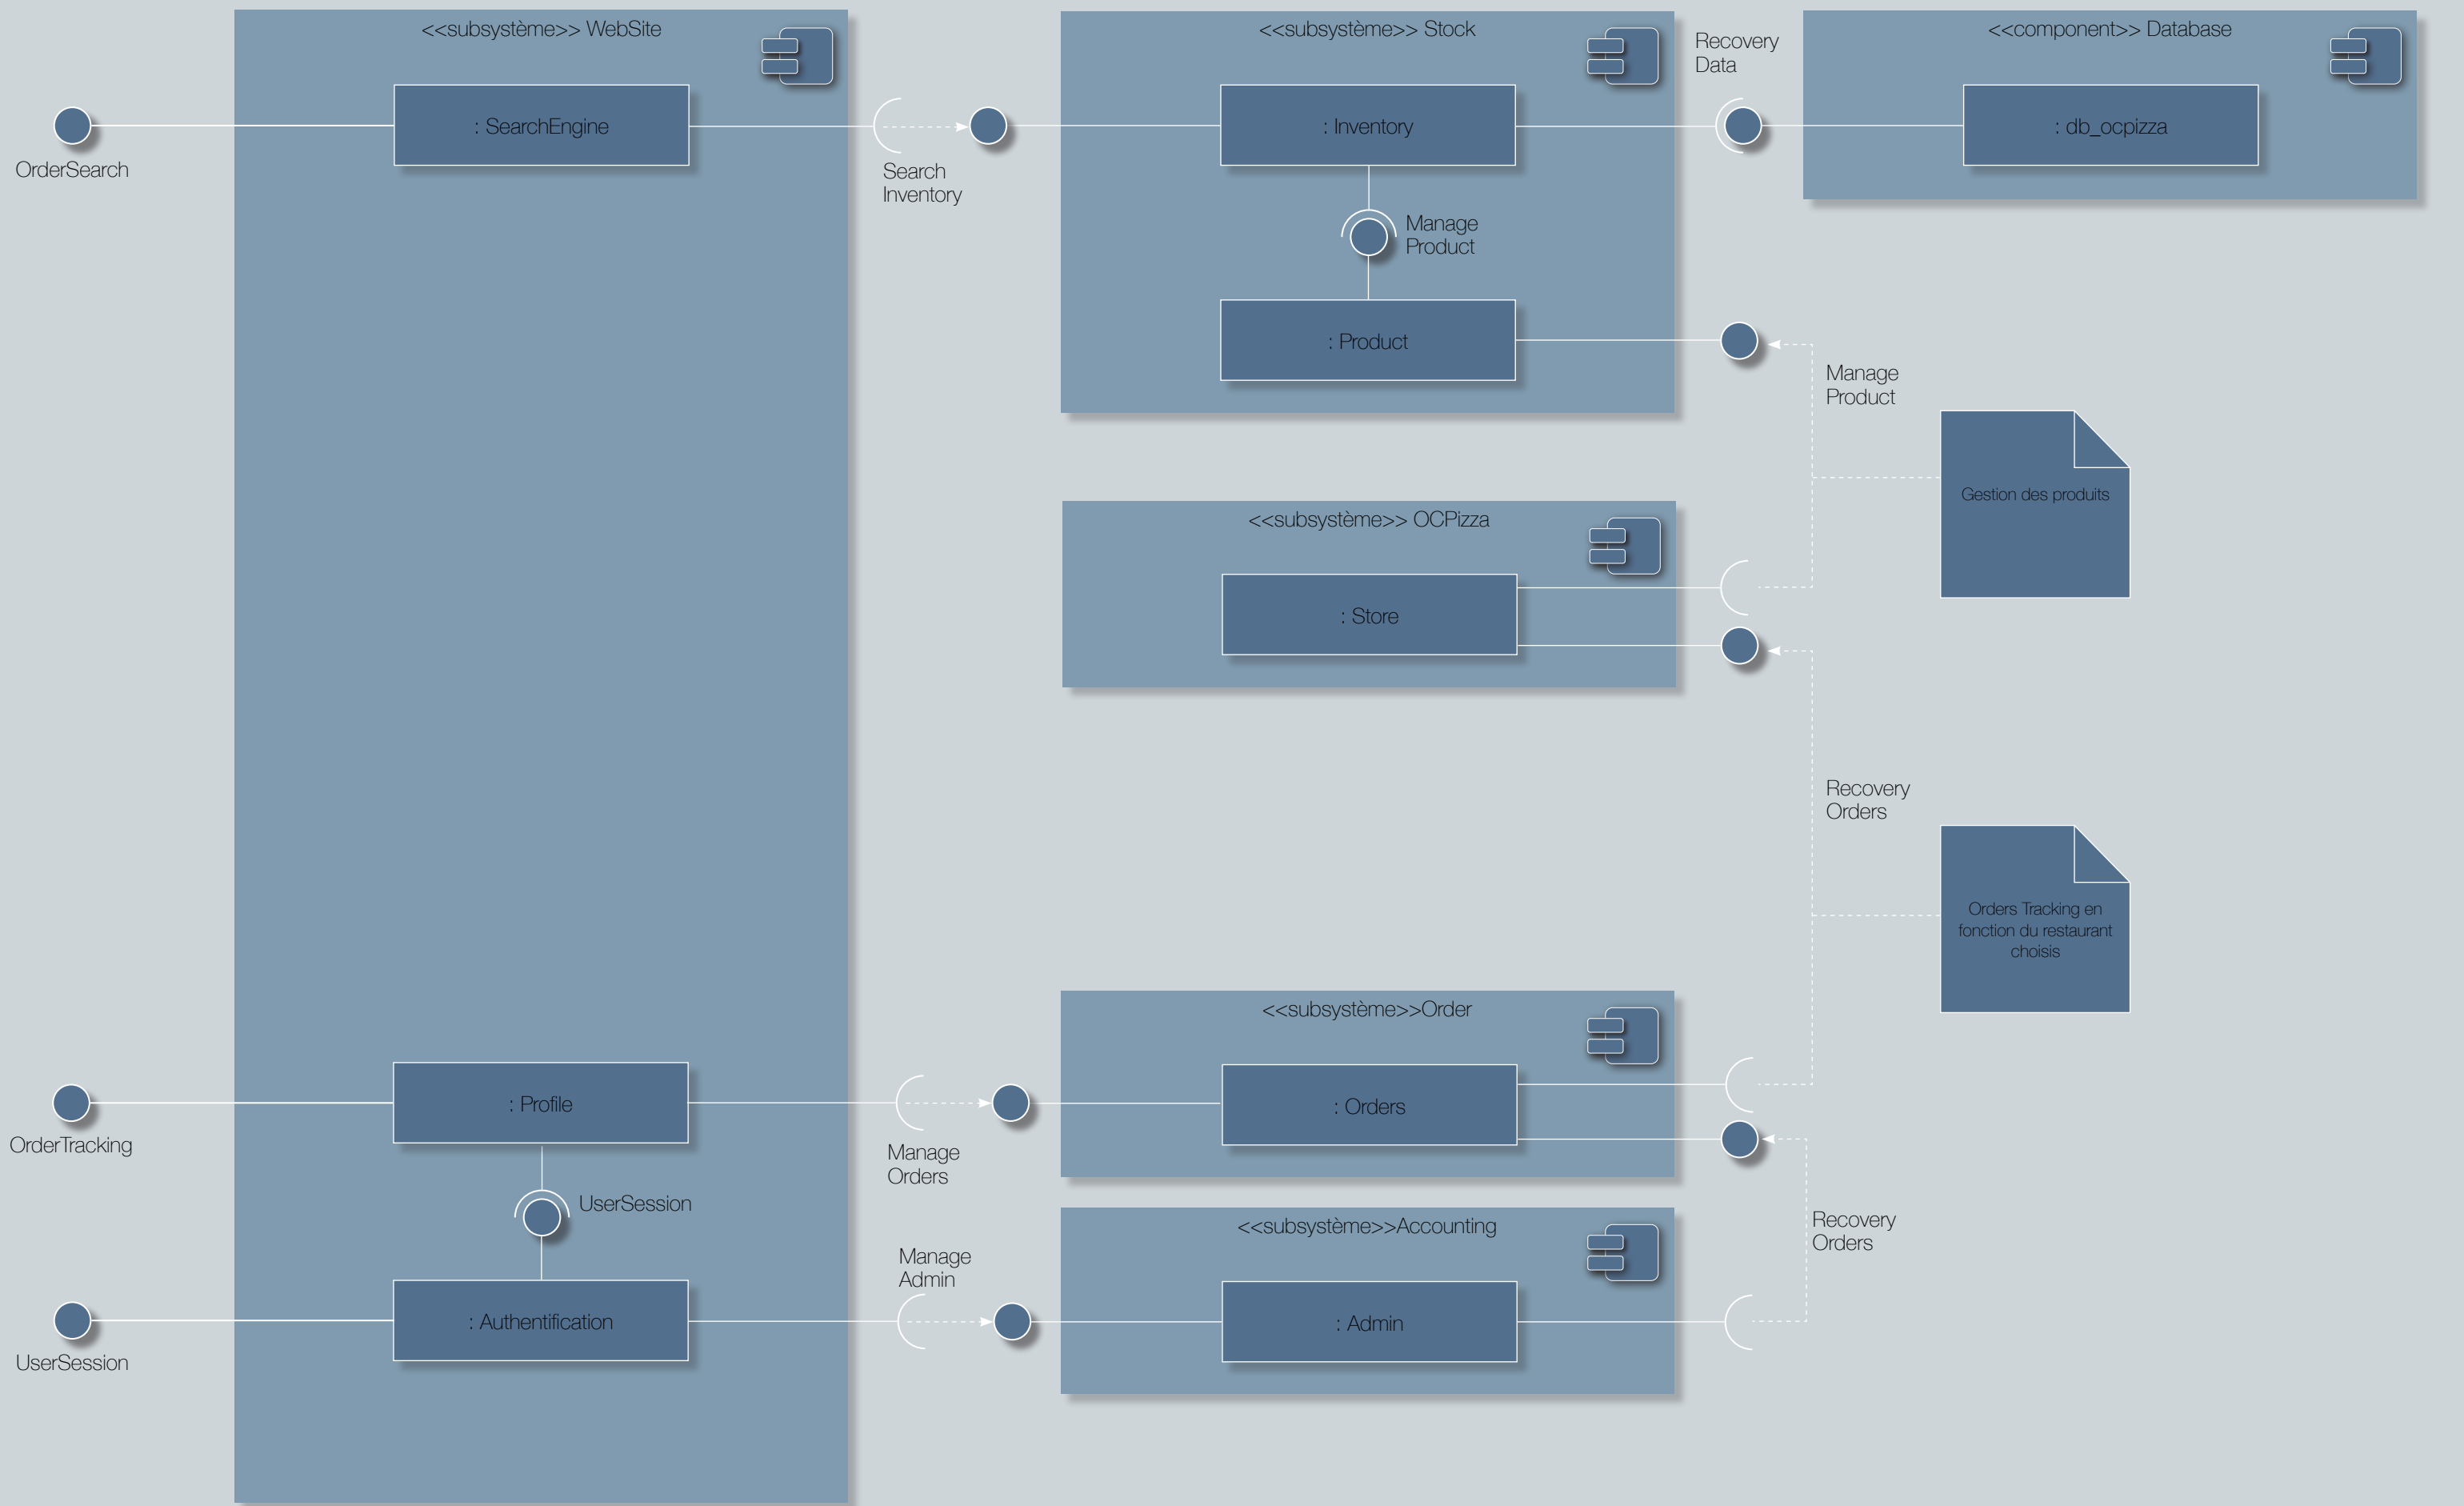 <<subsystème>> WebSite
<<subsystème>> Stock
<<component>> Database
Recovery
Data
: SearchEngine
: Inventory
: db_ocpizza
OrderSearch
Search
Inventory
Manage
Product
: Product
Manage
Product
Gestion des produits
<<subsystème>> OCPizza
: Store
Recovery
Orders
Orders Tracking en
fonction du restaurant
choisis
<<subsystème>>Order
: Profile
: Orders
OrderTracking
Manage
Orders
UserSession
<<subsystème>>Accounting
Recovery
Orders
Manage
Admin
: Authentification
: Admin
UserSession